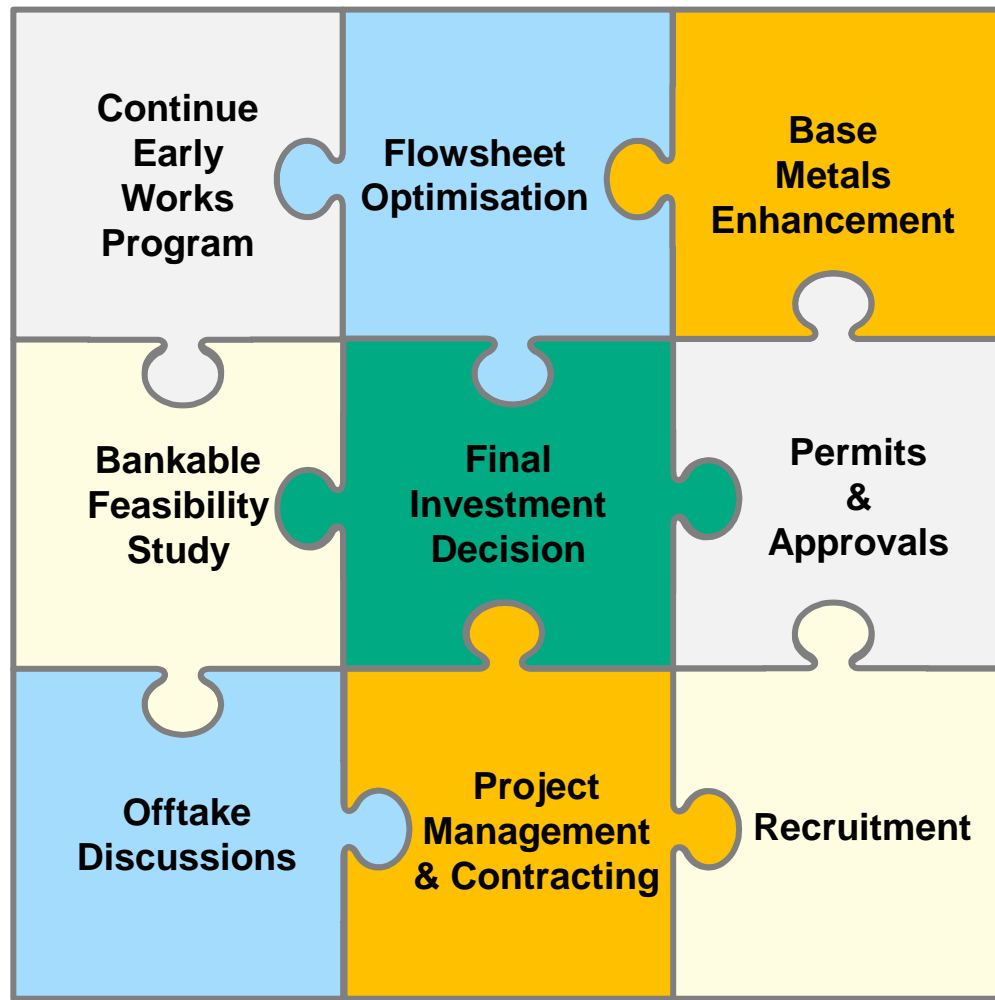 Continue
Early
Works
Program
Flowsheet
Optimisation
Base
Metals
Enhancement
Bankable
Feasibility
Study
Final
Investment
Decision
Permits
&
Approvals
Offtake
Discussions
Project
Management
& Contracting
Recruitment